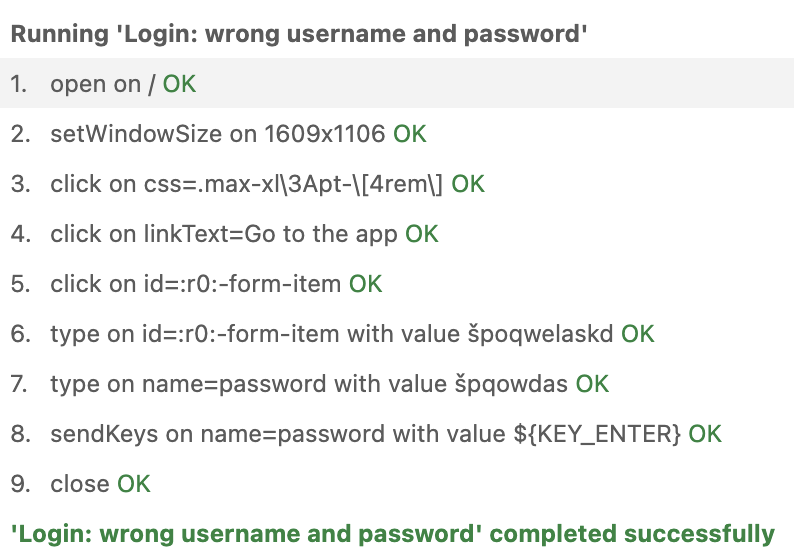 Running 'Login: wrong username and password'
1. open on / OK
2. setWindowSize on 1609x1106 OK
3. click on css=.max-xl\3Apt-\[4rem\] OK
4. click on linkText=Go to the app OK
5. click on id=:r0:-form-item OK
6. type on id=:r0:-form-item with value špoqwelaskd OK
7. type on name=password with value špqowdas OK
8. sendKeys on name=password with value ${KEY_ENTER} OK
9. close OK
'Login: wrong username and password' completed successfully